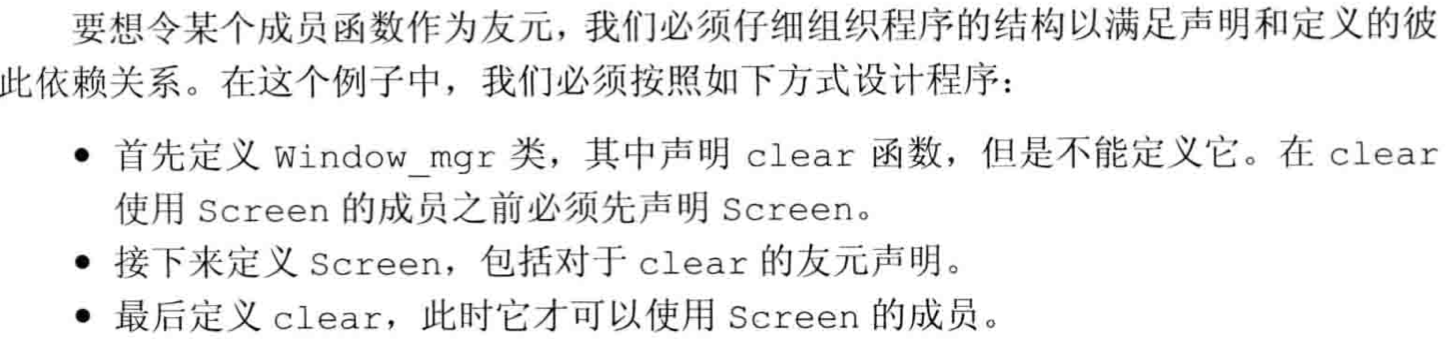 要想令某个成员函数作为友元，我们必须仔细组织程序的结构以满足声明和定义的彼
此依赖关系。在这个例子中，我们必须按照如下方式设计程序：
● 首先定义 Window_mgr 类，其中声明 clear 函数，但是不能定义它。在 clear
使用 Screen 的成员之前必须先声明 Screen。
● 接下来定义 Screen，包括对于 clear 的友元声明。
● 最后定义 clear，此时它才可以使用 Screen 的成员。